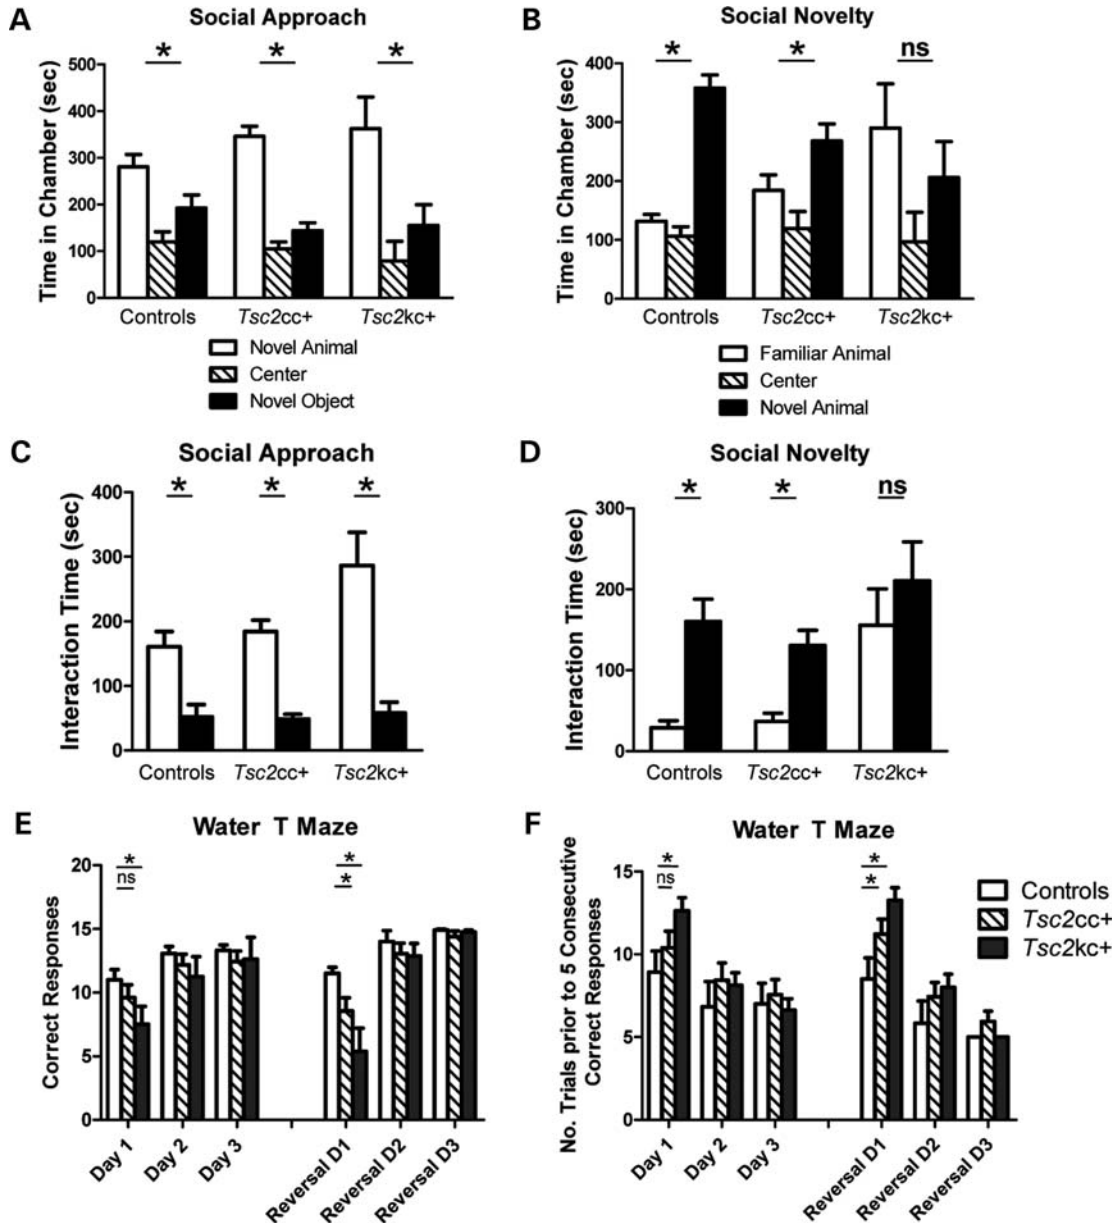 A
Social Approach
* * *
Time in Chamber (sec)
500
400
300
200
100
0
Controls Tsc2cc+ Tsc2kc+
Novel Animal
Center
Novel Object
B
Social Novelty
* * ns
Time in Chamber (sec)
400
300
200
100
0
Controls Tsc2cc+ Tsc2kc+
Familiar Animal
Center
Novel Animal
C
Social Approach
* * *
Interaction Time (sec)
400
300
200
100
0
Controls Tsc2cc+ Tsc2kc+
D
Social Novelty
* * ns
Interaction Time (sec)
300
200
100
0
Controls Tsc2cc+ Tsc2kc+
E
Water T Maze
* *
ns *
Correct Responses
20
15
10
5
0
Day 1 Day 2 Day 3 Reversal D1 Reversal D2 Reversal D3
F
Water T Maze
* *
ns *
No. Trials prior to 5 Consecutive
Correct Responses
15
10
5
0
Day 1 Day 2 Day 3 Reversal D1 Reversal D2 Reversal D3
Controls
Tsc2cc+
Tsc2kc+